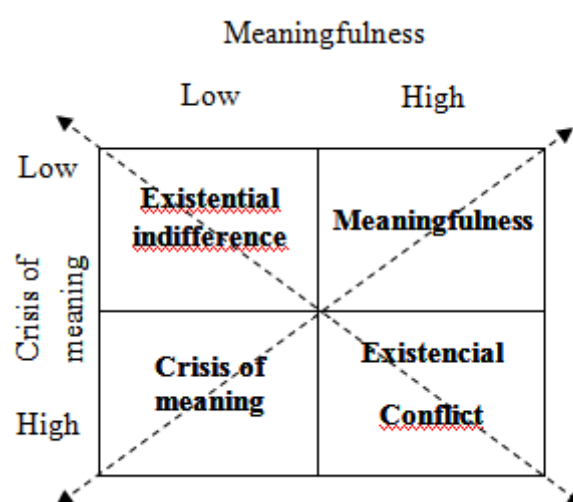 Meaningfulness
Low
High
Low
Existential
indifference
Meaningfulness
Crisis of
meaning
High
Crisis of
meaning
Existencial
Conflict